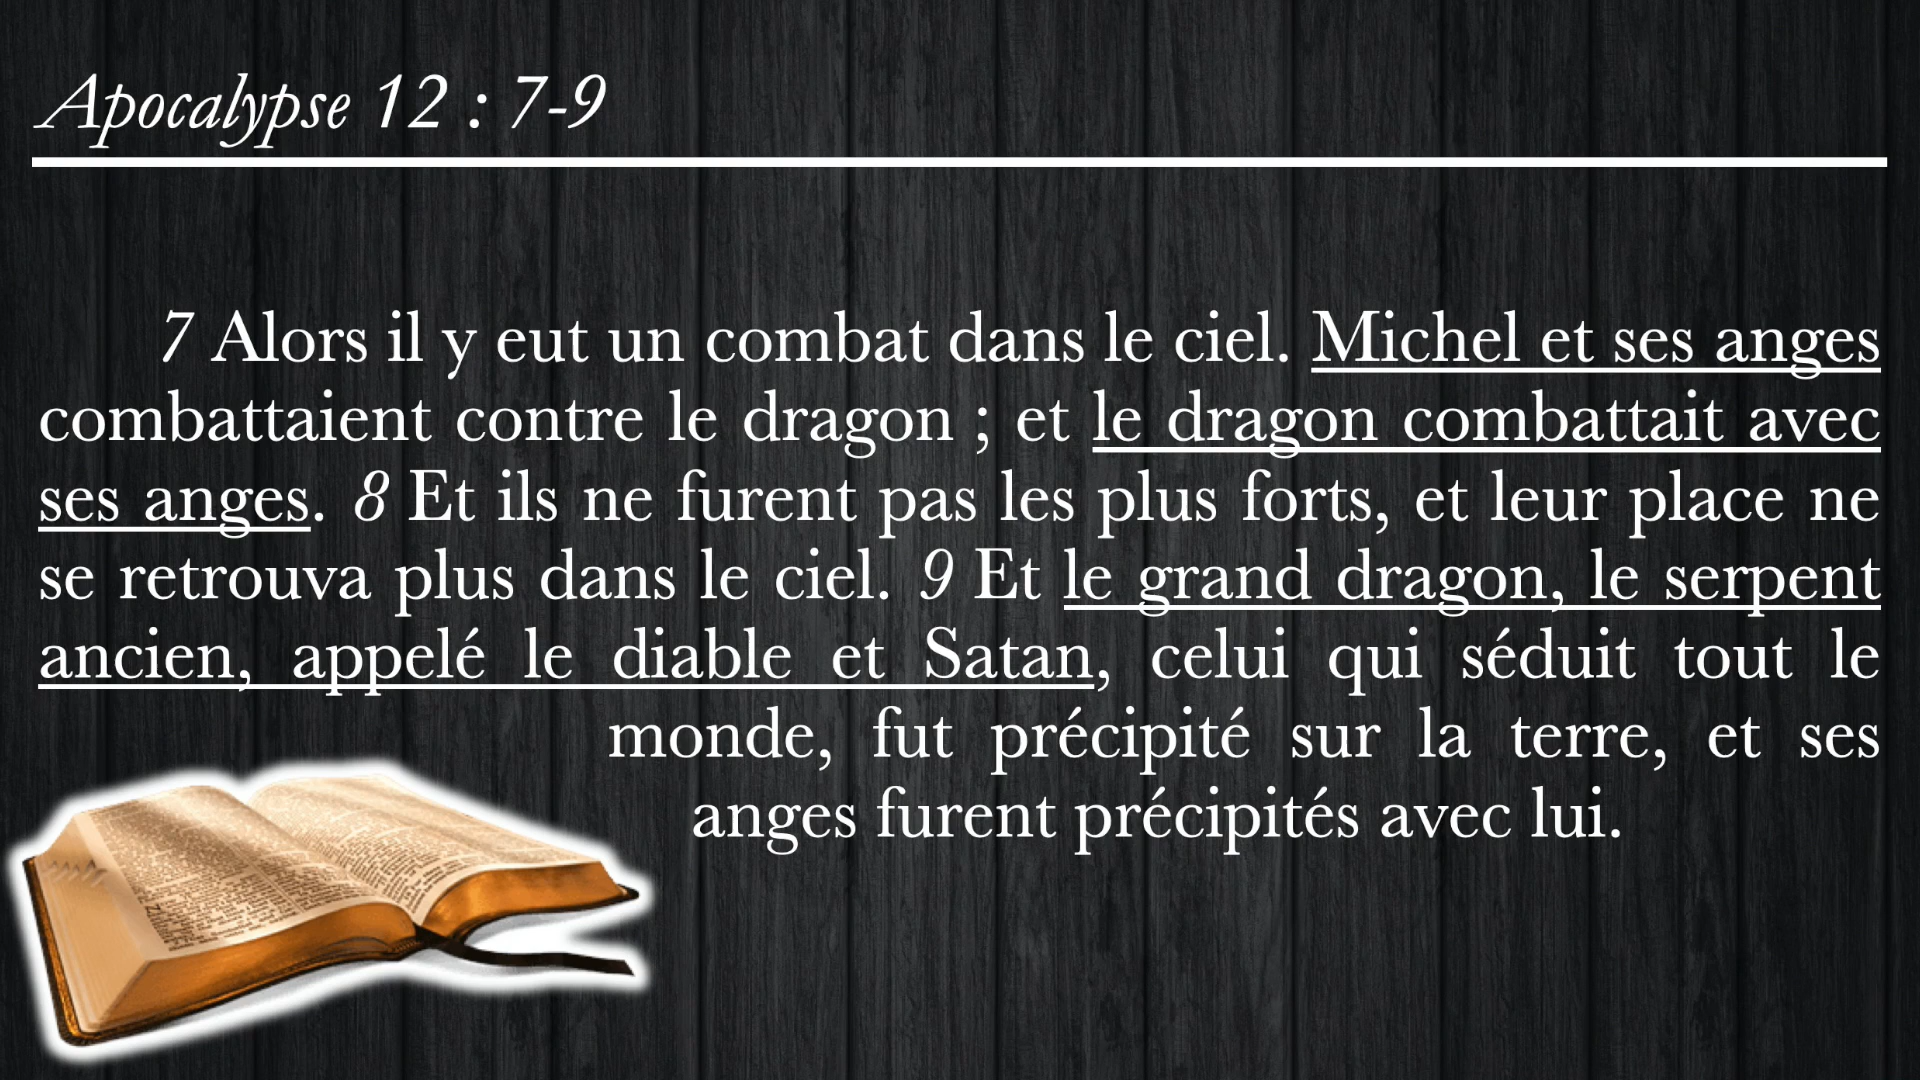 Apocalypse 12 : 7-9
7 Alors il y eut un combat dans le ciel. Michel et ses anges
combattaient contre le dragon ; et le dragon combattait avec
ses anges. 8 Et ils ne furent pas les plus forts, et leur place ne
se retrouva plus dans le ciel. 9 Et le grand dragon, le serpent
ancien, appelé le diable et Satan, celui qui séduit tout le
monde, fut précipité sur la terre, et ses
anges furent précipités avec lui.